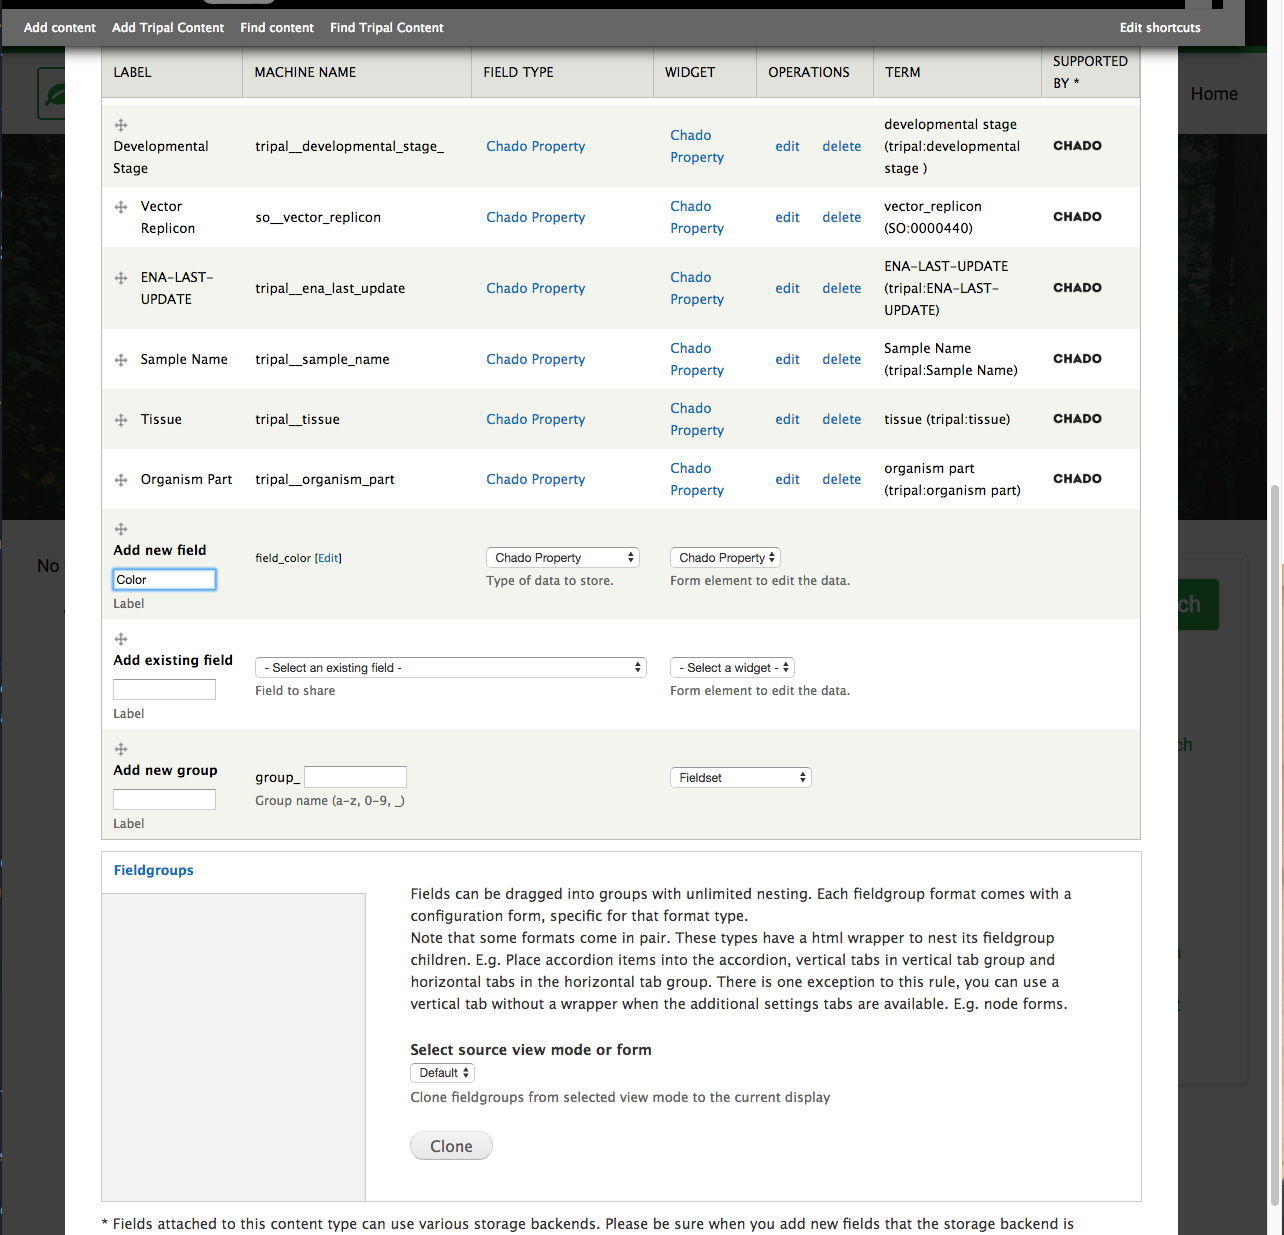 Add content Add Tripal Content Find content Find Tripal Content Edit shortcuts
Home
LABEL MACHINE NAME FIELD TYPE WIDGET OPERATIONS TERM SUPPORTED BY *
Developmental Stage tripal__developmental_stage_ Chado Property Chado Property edit delete developmental stage (tripal:developmental stage ) CHADO
Vector Replicon so__vector_replicon Chado Property Chado Property edit delete vector_replicon (SO:0000440) CHADO
ENA-LAST-UPDATE tripal__ena_last_update Chado Property Chado Property edit delete ENA-LAST-UPDATE (tripal:ENA-LAST-UPDATE) CHADO
Sample Name tripal__sample_name Chado Property Chado Property edit delete Sample Name (tripal:Sample Name) CHADO
Tissue tripal__tissue Chado Property Chado Property edit delete tissue (tripal:tissue) CHADO
Organism Part tripal__organism_part Chado Property Chado Property edit delete organism part (tripal:organism part) CHADO
Add new field field_color [Edit] Chado Property Chado Property
No
Color Type of data to store. Form element to edit the data.
Label
ch
Add existing field - Select an existing field - - Select a widget -
Field to share Form element to edit the data.
Label
ch
Add new group group_ Fieldset
Group name (a-z, 0-9, _)
Label
Fieldgroups
Fields can be dragged into groups with unlimited nesting. Each fieldgroup format comes with a
configuration form, specific for that format type.
Note that some formats come in pair. These types have a html wrapper to nest its fieldgroup
children. E.g. Place accordion items into the accordion, vertical tabs in vertical tab group and
horizontal tabs in the horizontal tab group. There is one exception to this rule, you can use a
vertical tab without a wrapper when the additional settings tabs are available. E.g. node forms.
Select source view mode or form
Default
Clone fieldgroups from selected view mode to the current display
Clone
* Fields attached to this content type can use various storage backends. Please be sure when you add new fields that the storage backend is